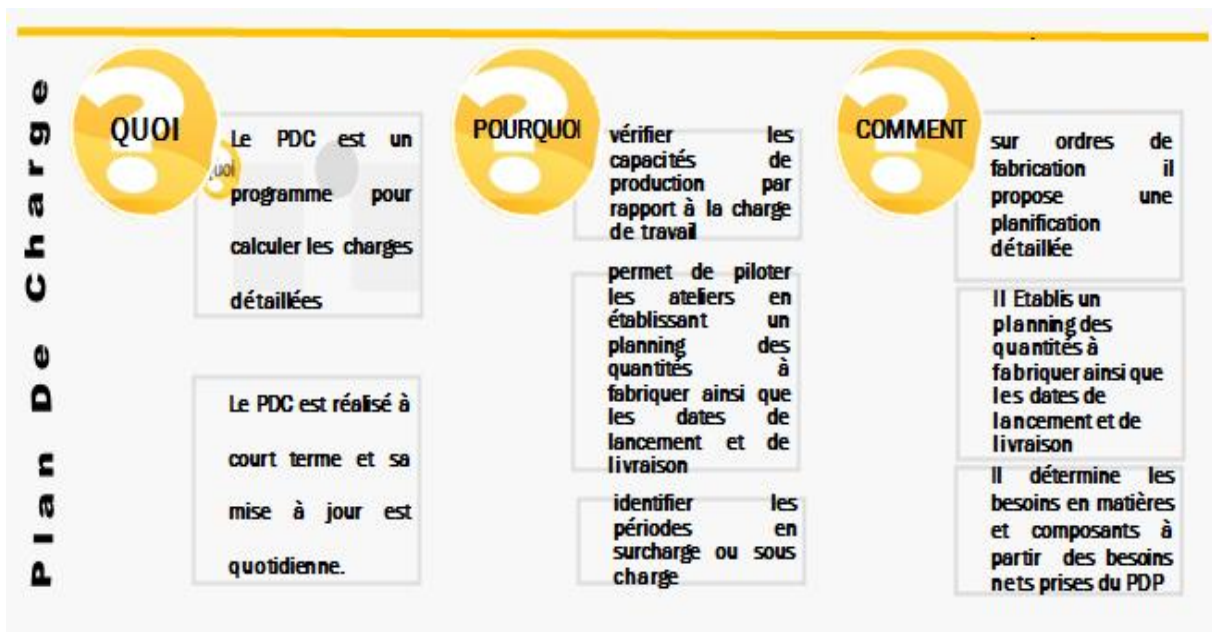 Plan De Charge
QUOI
uoi
Le PDC est un
programme pour
calculer les charges
détaillées
Le PDC est réalisé à
court terme et sa
mise à jour est
quotidienne.
POURQUOI
vérifier les
capacités de
production par
rapport à la charge
de travail
permet de piloter
les ateliers en
établissant un
planning des
quantités à
fabriquer ainsi que
les dates de
lancement et de
livraison
identifier les
périodes en
surcharge ou sous
charge
COMMENT
sur ordres de
fabrication il
propose une
planification
détaillée
Il Etablis un
planning des
quantités à
fabriquer ainsi que
les dates de
lancement et de
livraison
Il détermine les
besoins en matières
et composants à
partir des besoins
nets prises du PDP